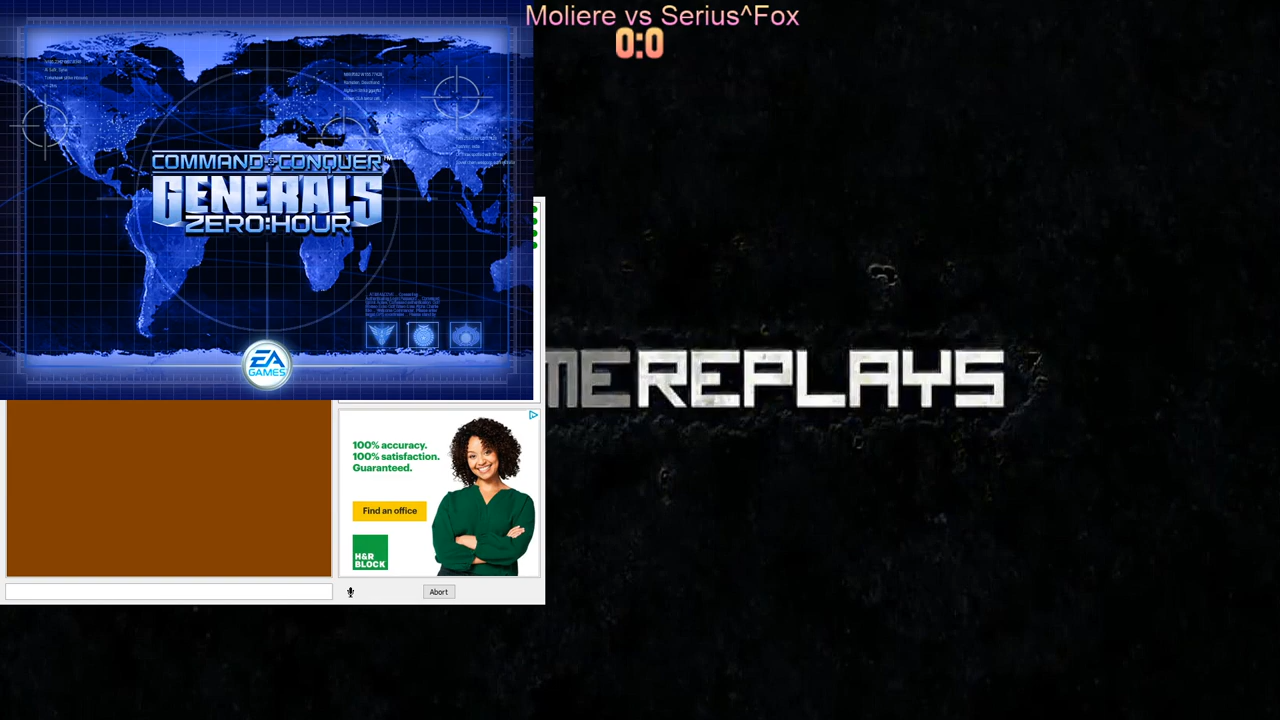 Moliere vs Serius^Fox
0:0
COMMAND & CONQUER™
GENERALS
ZERO:HOUR
EA
GAMES
MEREPLAYS
100% accuracy.
100% satisfaction.
Guaranteed.
Find an office
H&R
BLOCK
Abort